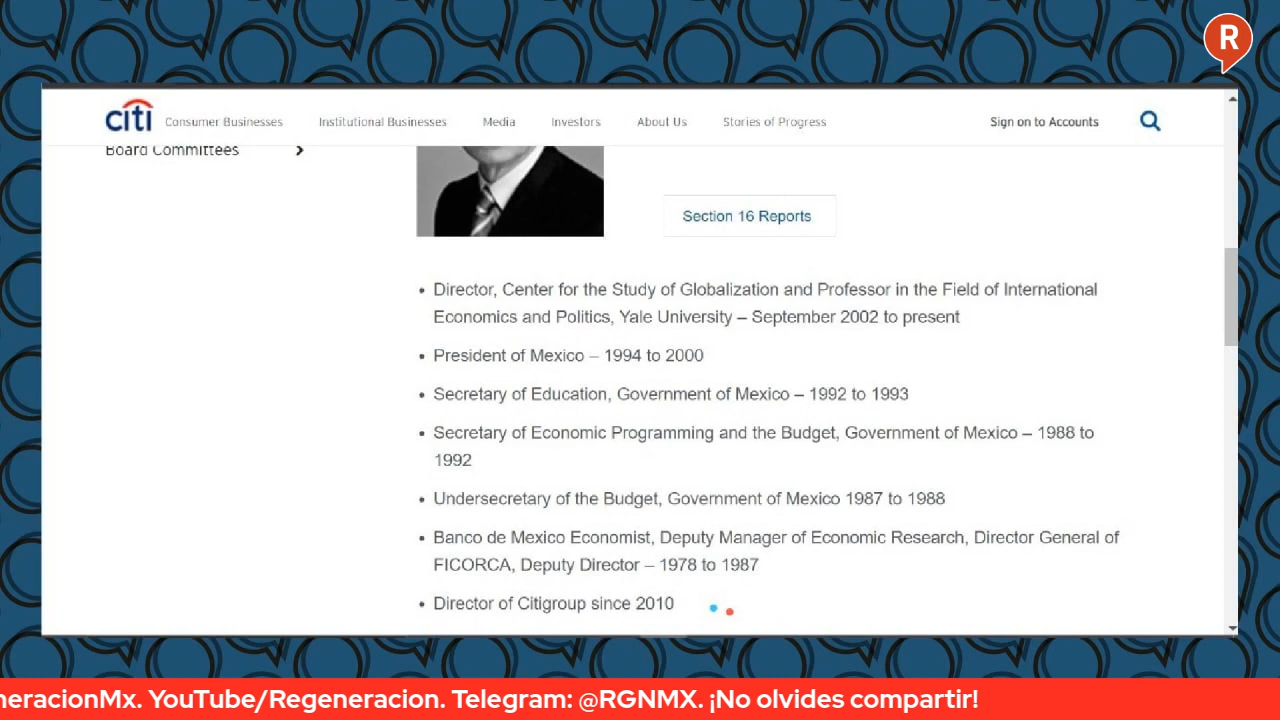 R
citi Consumer Businesses Institutional Businesses Media Investors About Us Stories of Progress Sign on to Accounts
Board Committees
Section 16 Reports
• Director, Center for the Study of Globalization and Professor in the Field of International
Economics and Politics, Yale University – September 2002 to present
• President of Mexico – 1994 to 2000
• Secretary of Education, Government of Mexico – 1992 to 1993
• Secretary of Economic Programming and the Budget, Government of Mexico – 1988 to
1992
• Undersecretary of the Budget, Government of Mexico 1987 to 1988
• Banco de Mexico Economist, Deputy Manager of Economic Research, Director General of
FICORCA, Deputy Director – 1978 to 1987
• Director of Citigroup since 2010
neracionMx. YouTube/Regeneracion. Telegram: @RGNMX. ¡No olvides compartir!